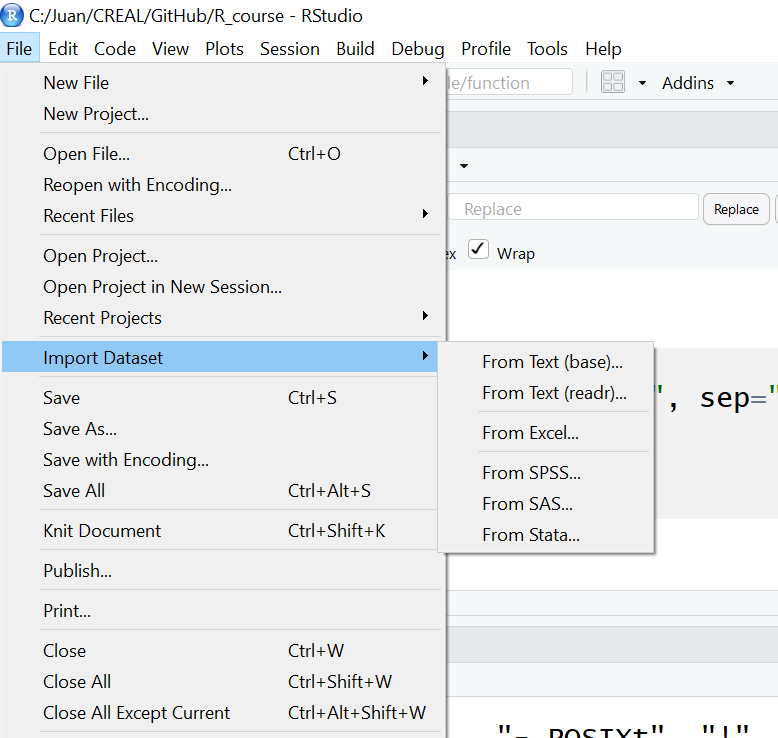 R C:/Juan/CREAL/GitHub/R_course - RStudio
File Edit Code View Plots Session Build Debug Profile Tools Help
New File
New Project...
Open File... Ctrl+O
Reopen with Encoding...
Recent Files
Open Project...
Open Project in New Session...
Recent Projects
Import Dataset
Save Ctrl+S
Save As...
Save with Encoding...
Save All Ctrl+Alt+S
Knit Document Ctrl+Shift+K
Publish...
Print...
Close Ctrl+W
Close All Ctrl+Shift+W
Close All Except Current Ctrl+Alt+Shift+W
From Text (base)...
From Text (readr)...
From Excel...
From SPSS...
From SAS...
From Stata...
le/function Addins
Replace Replace
ex Wrap
", sep="
"- POSIXt" "!"